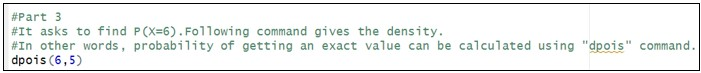 #Part 3
#It asks to find P(X=6).Following command gives the density.
#In other words, probability of getting an exact value can be calculated using "dpois" command.
dpois(6,5)